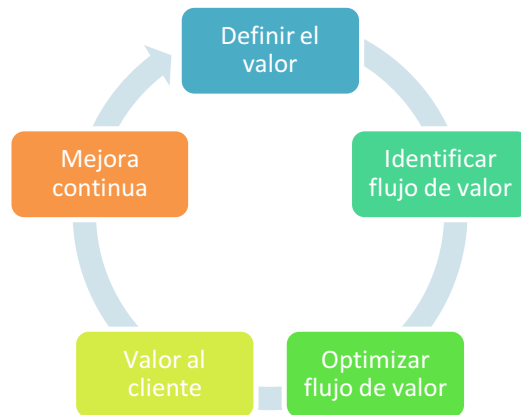 Definir el
valor
Identificar
flujo de valor
Optimizar
flujo de valor
Valor al
cliente
Mejora
continua